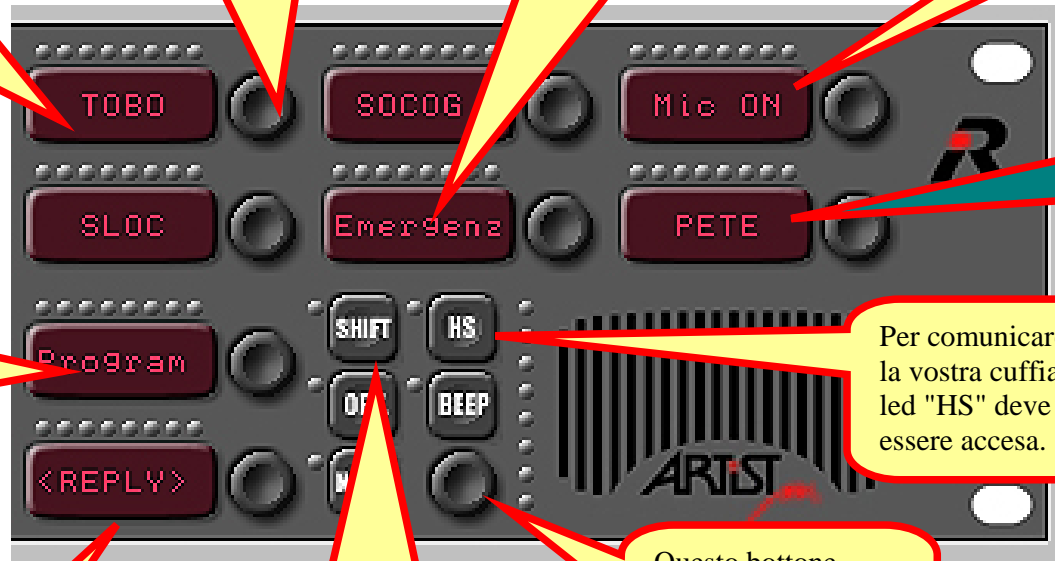 TOBO
SOCOG
Mic ON
SLOC
Emergenz
PETE
Program
SHIFT
HS
BEEP
<REPLY>
ARTIST
Per comunicar
la vostra cuffia
led "HS" deve
essere accesa.
Questo bottone